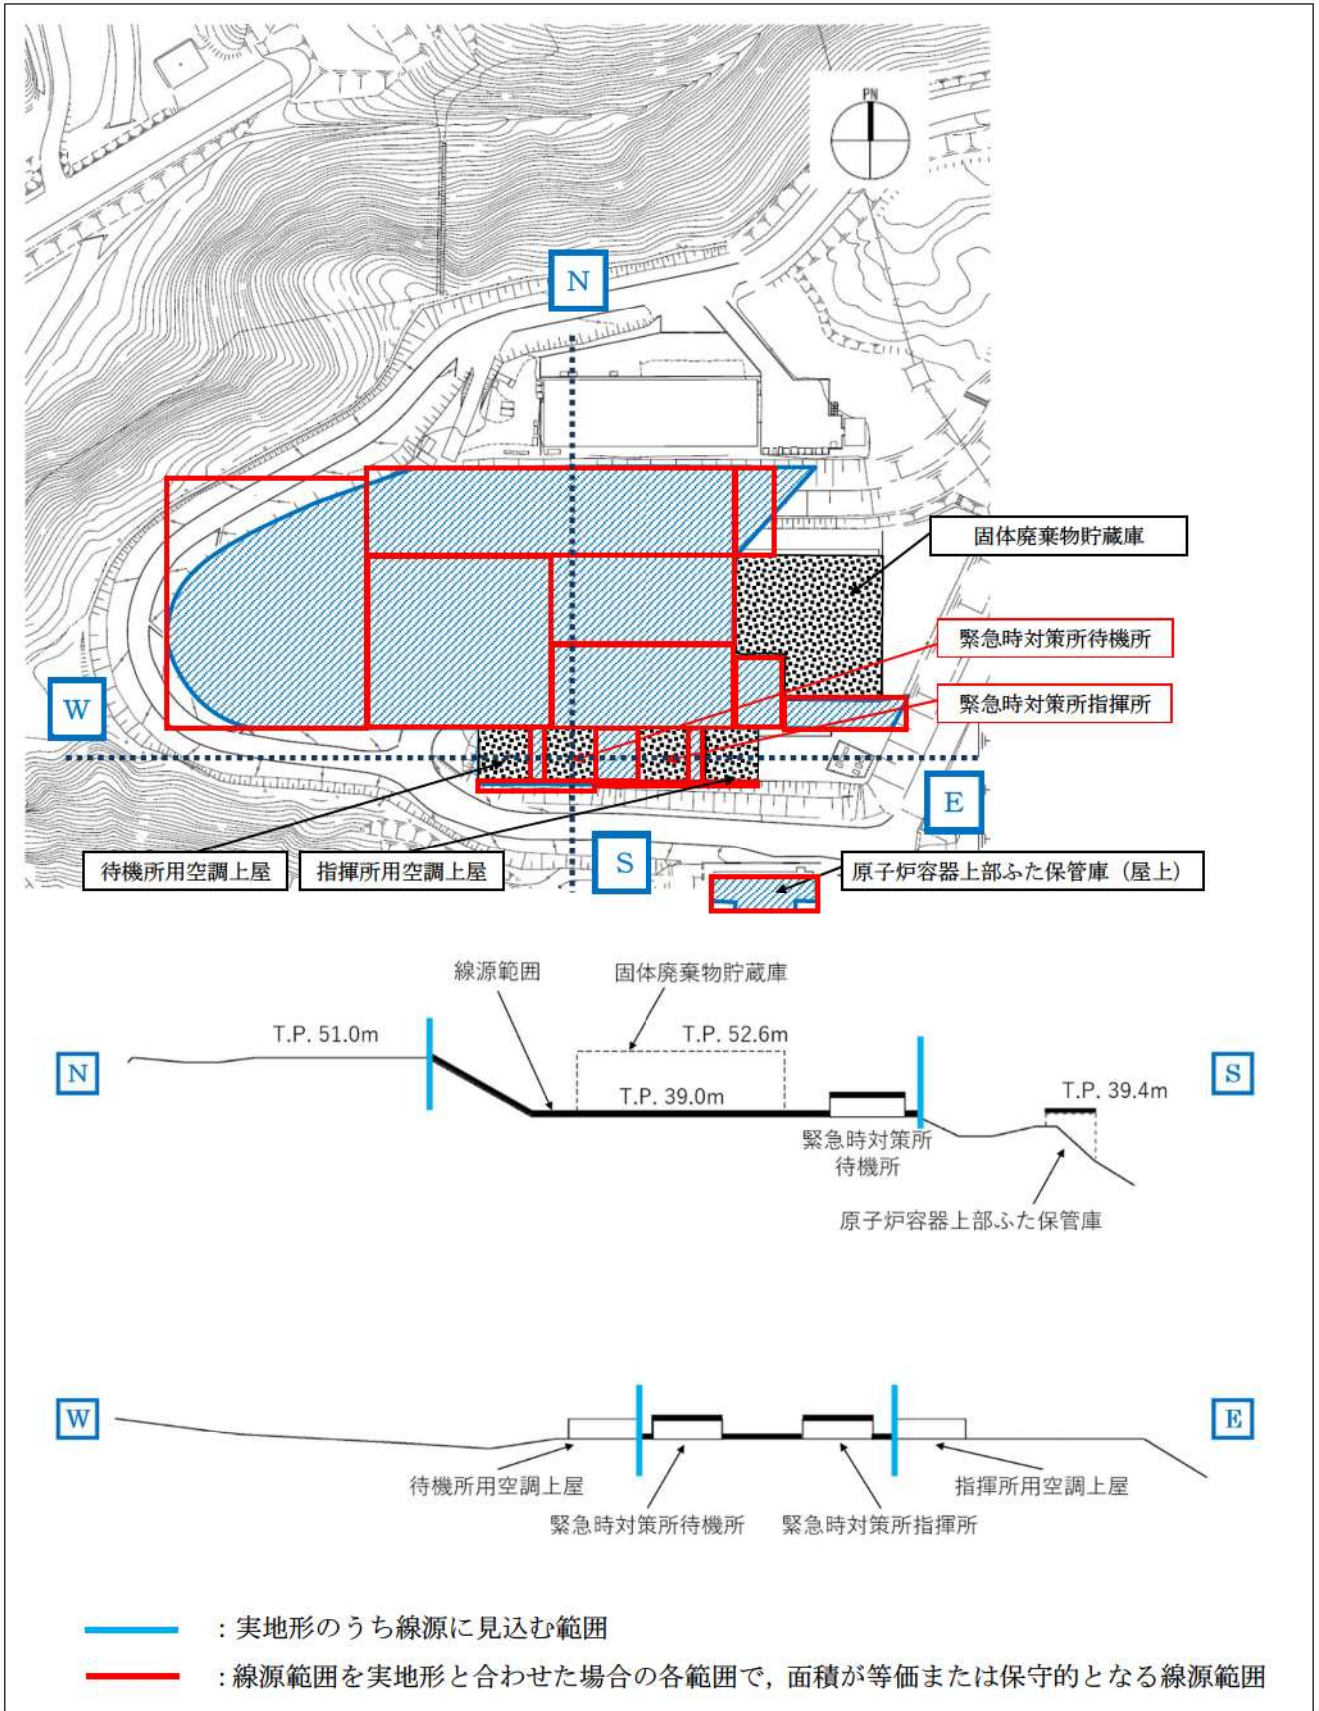 PN
N
固体廃棄物貯蔵庫
緊急時対策所待機所
W
緊急時対策所指揮所
E
S
待機所用空調上屋
指揮所用空調上屋
原子炉容器上部ふた保管庫（屋上）
線源範囲
固体廃棄物貯蔵庫
T.P. 51.0m
T.P. 52.6m
N
S
T.P. 39.0m
T.P. 39.4m
緊急時対策所
待機所
原子炉容器上部ふた保管庫
W
E
待機所用空調上屋
指揮所用空調上屋
緊急時対策所待機所
緊急時対策所指揮所
：実地形のうち線源に見込む範囲
：線源範囲を実地形と合わせた場合の各範囲で，面積が等価または保守的となる線源範囲